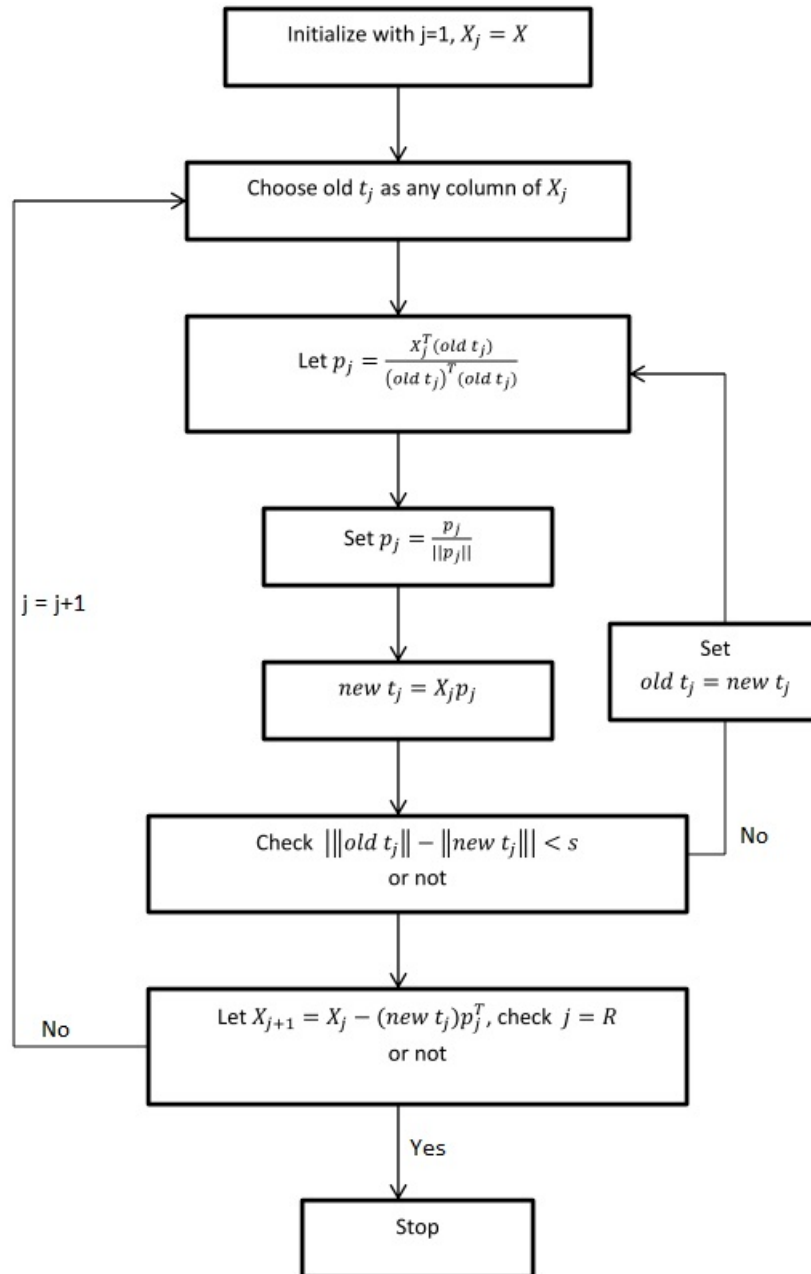 Initialize with j=1, $X_j = X$
Choose old $t_j$ as any column of $X_j$
Let $p_j = \frac{X_j^T (old\ t_j)}{(old\ t_j)^T (old\ t_j)}$
Set $p_j = \frac{p_j}{||p_j||}$
j = j+1
Set
$old\ t_j = new\ t_j$
$new\ t_j = X_j p_j$
Check $|\|old\ t_j\| - \|new\ t_j\|| < s$
or not
No
Let $X_{j+1} = X_j - (new\ t_j) p_j^T$, check $j = R$
or not
No
Yes
Stop